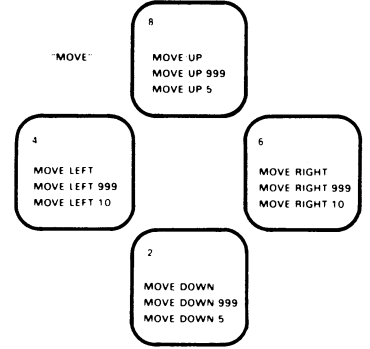 8
"MOVE"
MOVE UP
MOVE UP 999
MOVE UP 5
4
MOVE LEFT
MOVE LEFT 999
MOVE LEFT 10
6
MOVE RIGHT
MOVE RIGHT 999
MOVE RIGHT 10
2
MOVE DOWN
MOVE DOWN 999
MOVE DOWN 5